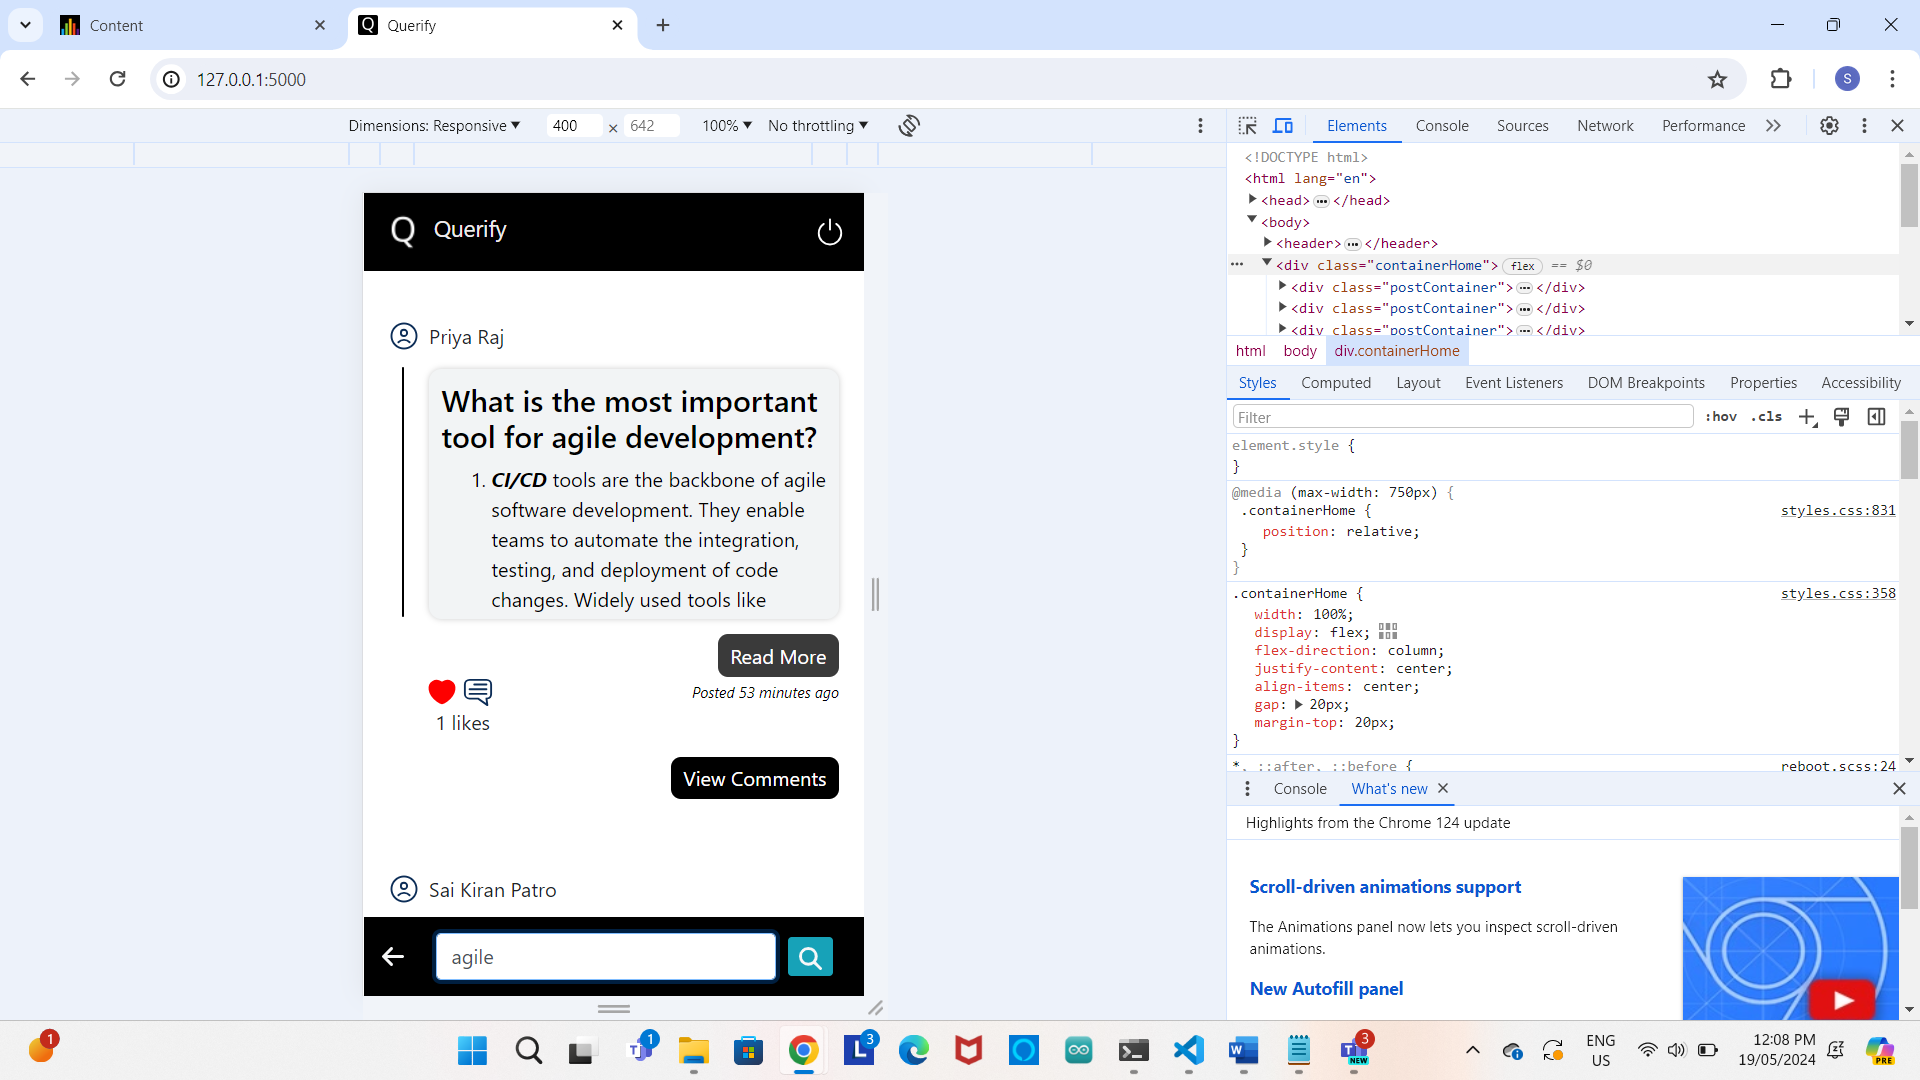 Content
Querify
127.0.0.1:5000
S
Dimensions: Responsive ▼ 400 × 642 100% ▼ No throttling ▼
Elements Console Sources Network Performance
<!DOCTYPE html>
<html lang="en">
<head> ••• </head>
<body>
<header> ••• </header>
••• <div class="containerHome"> flex == $0
<div class="postContainer"> ••• </div>
<div class="postContainer"> ••• </div>
<div class="postContainer"> ••• </div>
html body div.containerHome
Styles Computed Layout Event Listeners DOM Breakpoints Properties Accessibility
Filter :hov .cls
element.style {
}
@media (max-width: 750px) {
.containerHome { styles.css:831
position: relative;
}
}
.containerHome { styles.css:358
width: 100%;
display: flex;
flex-direction: column;
justify-content: center;
align-items: center;
gap: ▶ 20px;
margin-top: 20px;
}
*, ::after, ::before { reboot.scss:24
Console What's new
Highlights from the Chrome 124 update
Scroll-driven animations support
The Animations panel now lets you inspect scroll-driven
animations.
New Autofill panel
Q Querify
Priya Raj
What is the most important
tool for agile development?
1. CI/CD tools are the backbone of agile
software development. They enable
teams to automate the integration,
testing, and deployment of code
changes. Widely used tools like
Read More
Posted 53 minutes ago
1 likes
View Comments
Sai Kiran Patro
agile
1
1
3
3
NEW
ENG
US
12:08 PM
19/05/2024
PRE